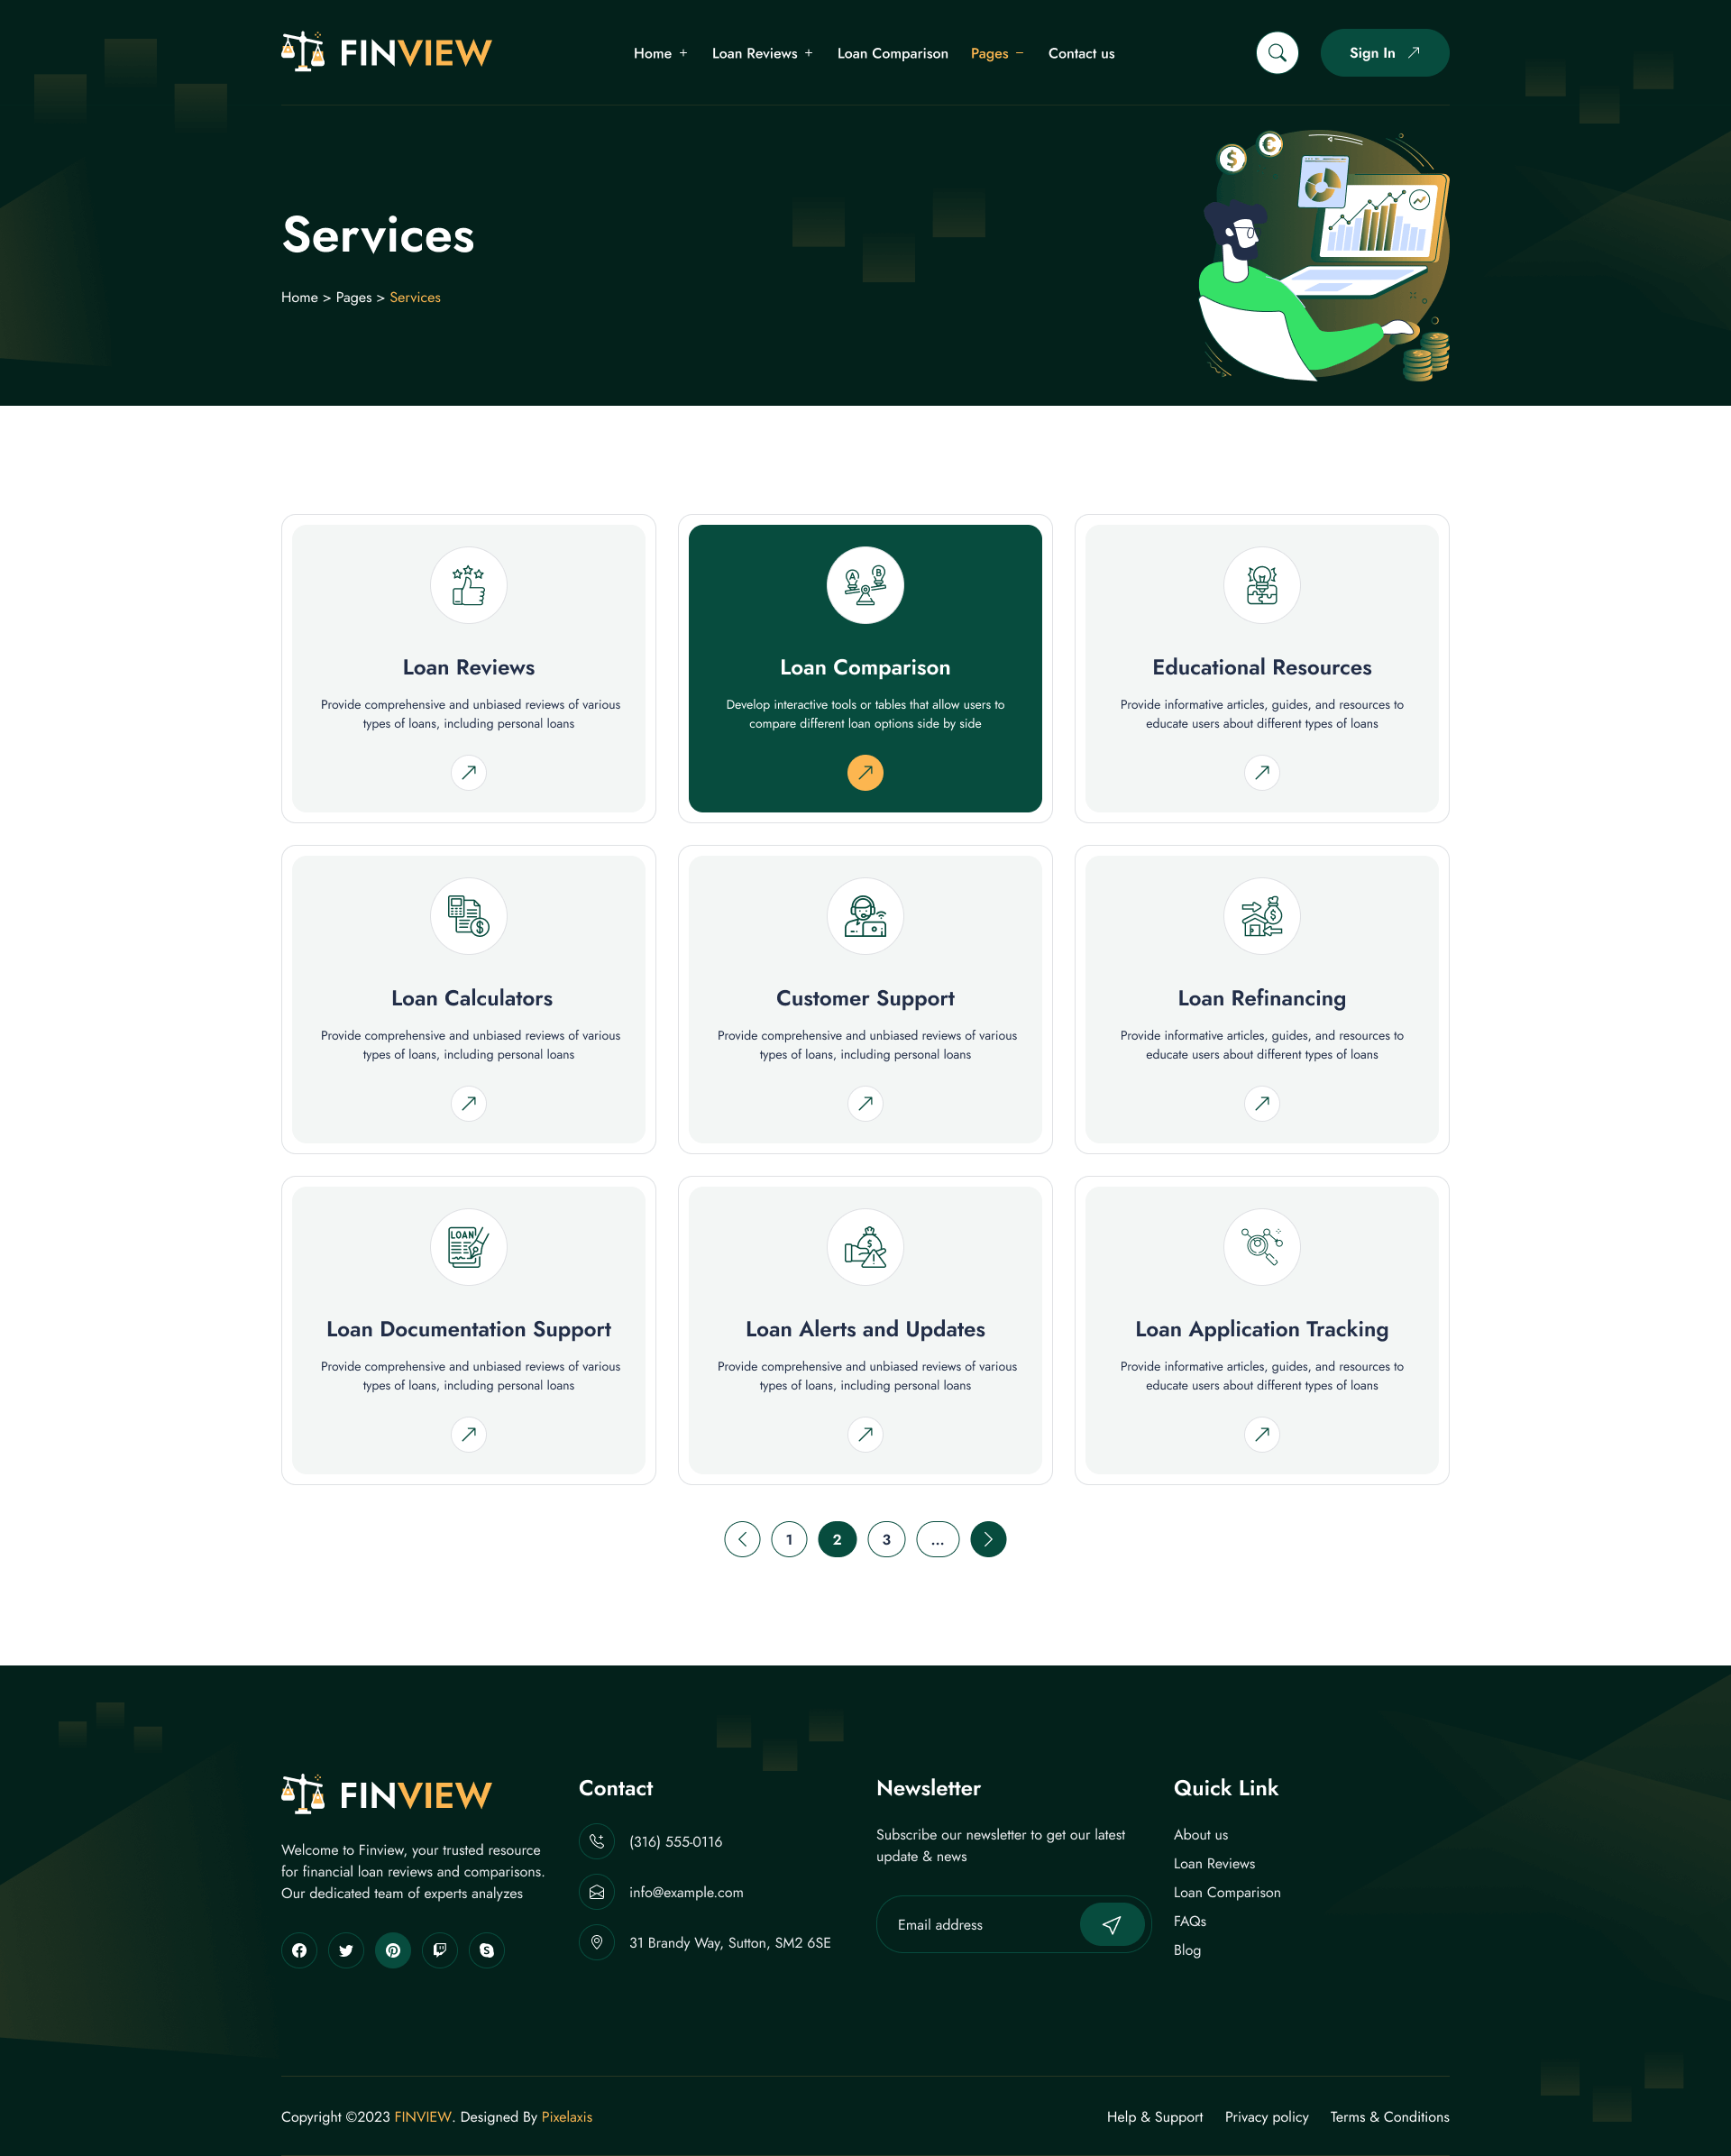 FINVIEW
Home + Loan Reviews + Loan Comparison Pages − Contact us
Sign In
Services
Home > Pages > Services
Loan Reviews
Provide comprehensive and unbiased reviews of various
types of loans, including personal loans
Loan Comparison
Develop interactive tools or tables that allow users to
compare different loan options side by side
Educational Resources
Provide informative articles, guides, and resources to
educate users about different types of loans
Loan Calculators
Provide comprehensive and unbiased reviews of various
types of loans, including personal loans
Customer Support
Provide comprehensive and unbiased reviews of various
types of loans, including personal loans
Loan Refinancing
Provide informative articles, guides, and resources to
educate users about different types of loans
LOAN
Loan Documentation Support
Provide comprehensive and unbiased reviews of various
types of loans, including personal loans
Loan Alerts and Updates
Provide comprehensive and unbiased reviews of various
types of loans, including personal loans
Loan Application Tracking
Provide informative articles, guides, and resources to
educate users about different types of loans
1 2 3 ...
FINVIEW
Welcome to Finview, your trusted resource
for financial loan reviews and comparisons.
Our dedicated team of experts analyzes
Contact
(316) 555-0116
info@example.com
31 Brandy Way, Sutton, SM2 6SE
Newsletter
Subscribe our newsletter to get our latest
update & news
Email address
Quick Link
About us
Loan Reviews
Loan Comparison
FAQs
Blog
Copyright ©2023 FINVIEW. Designed By Pixelaxis
Help & Support Privacy policy Terms & Conditions